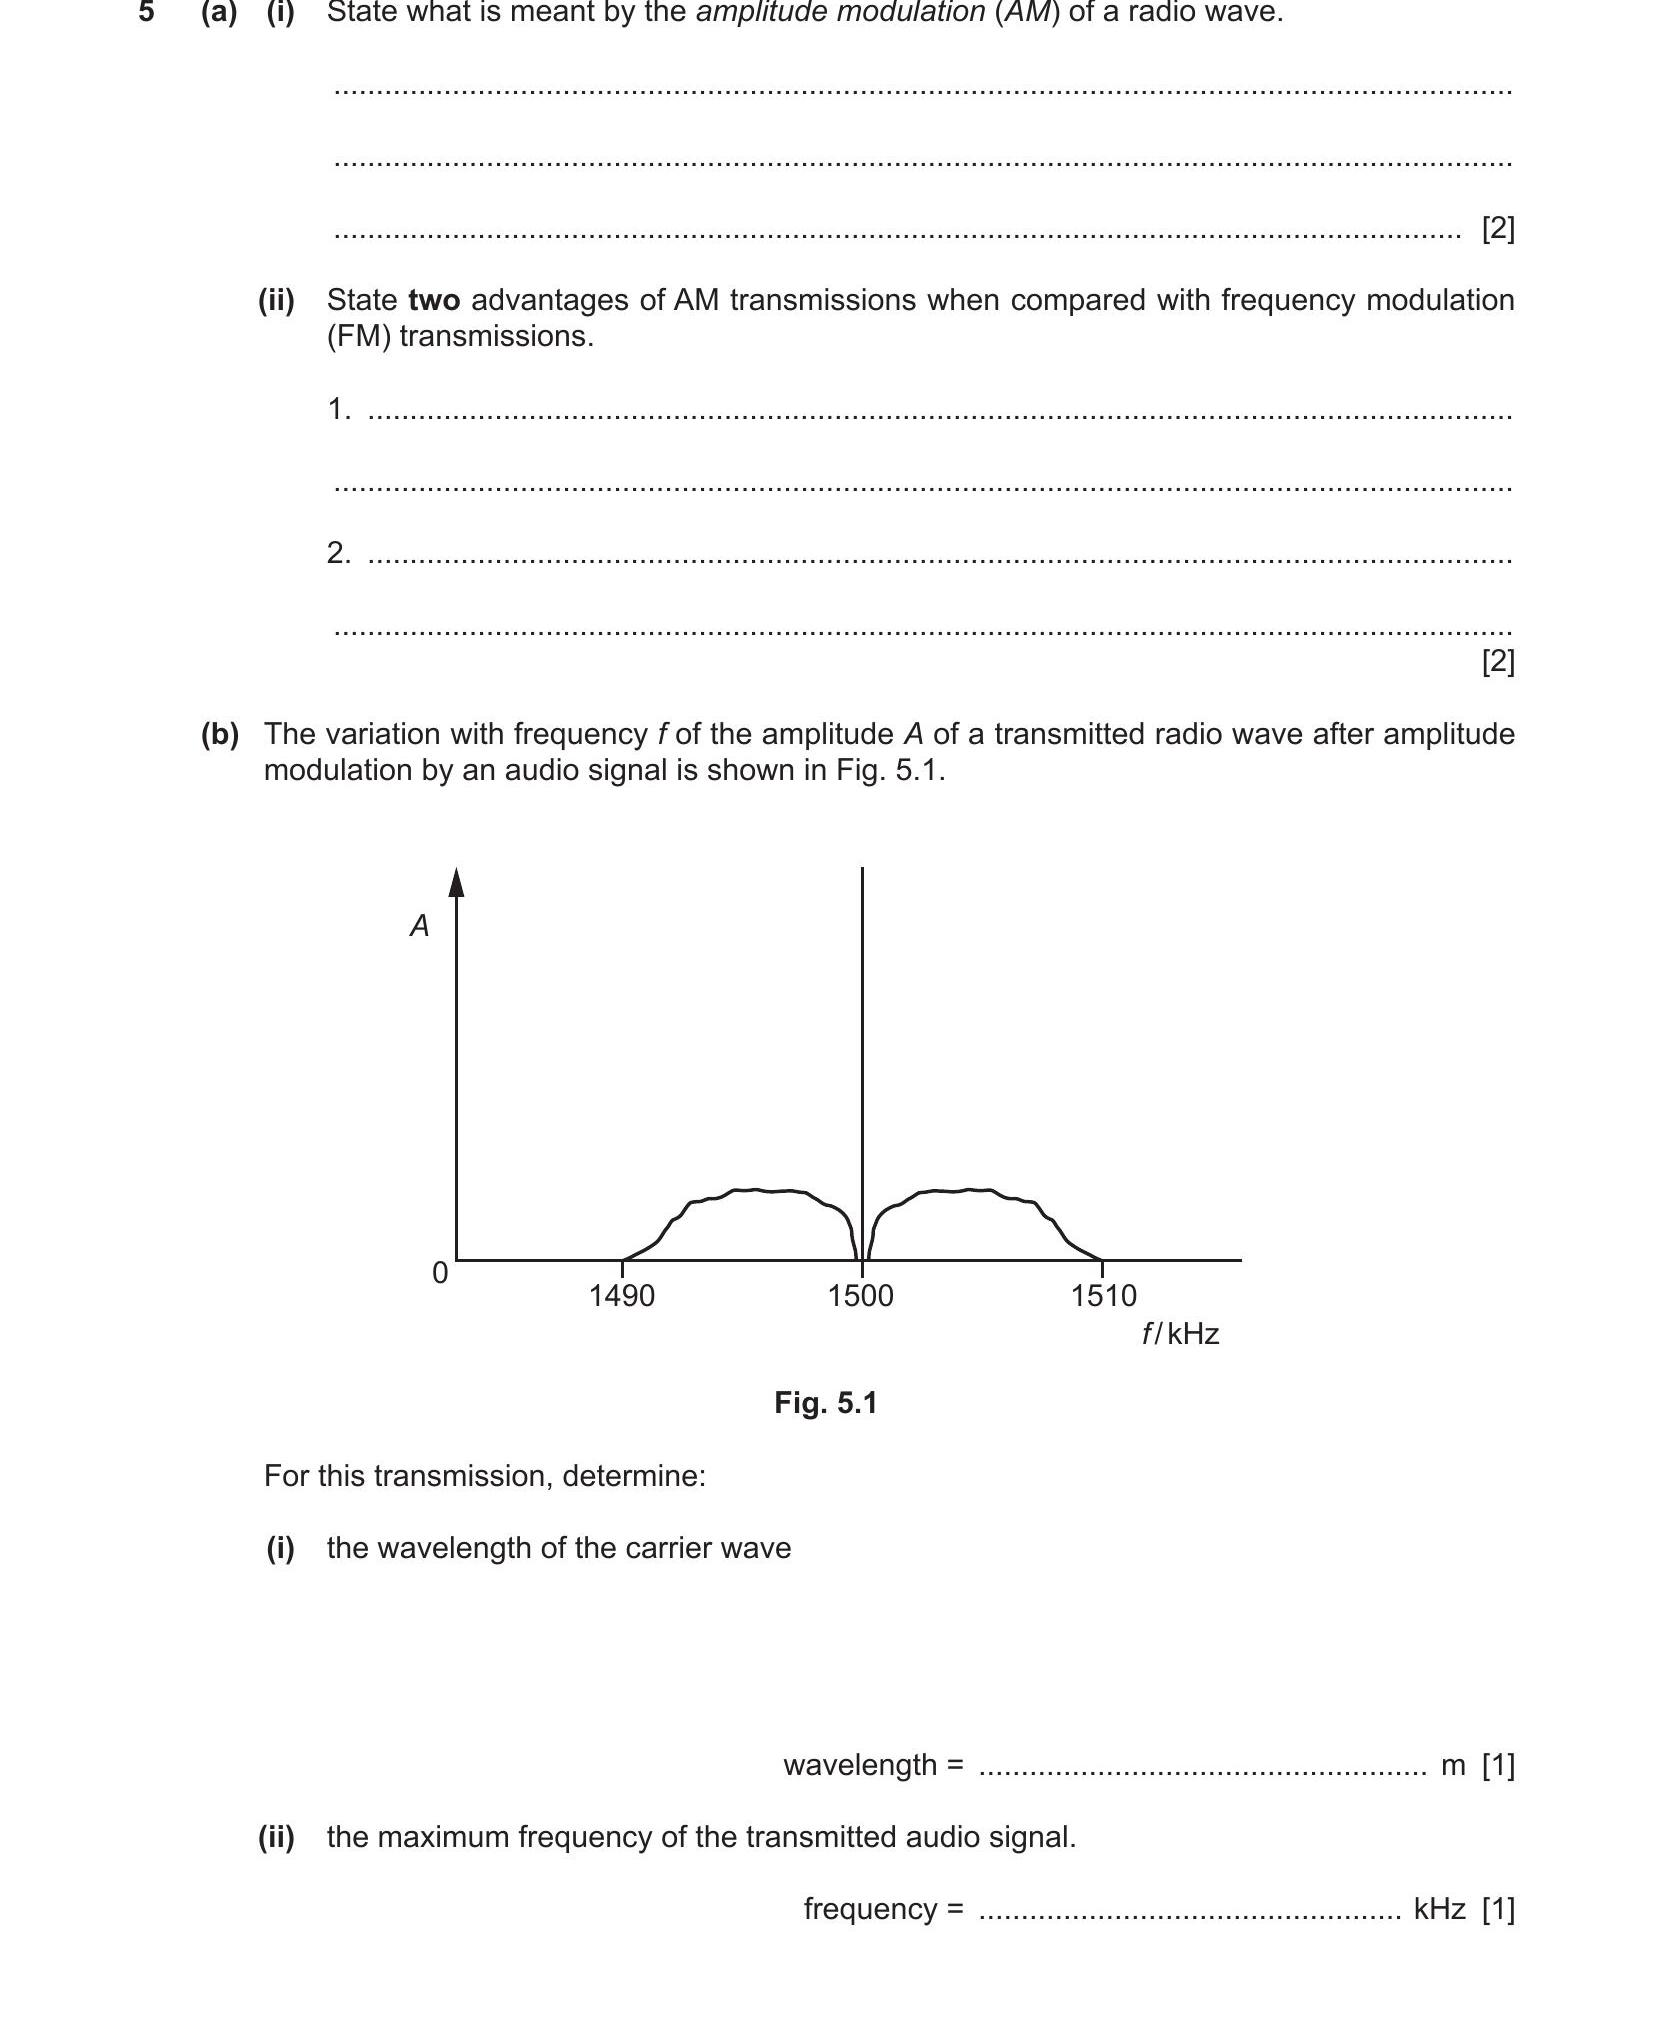 5 (a) (i) State what is meant by the amplitude modulation (AM) of a radio wave.
[2]
(ii) State two advantages of AM transmissions when compared with frequency modulation
(FM) transmissions.
1.
2.
[2]
(b) The variation with frequency f of the amplitude A of a transmitted radio wave after amplitude
modulation by an audio signal is shown in Fig. 5.1.
A
0
1490 1500 1510
f/kHz
Fig. 5.1
For this transmission, determine:
(i) the wavelength of the carrier wave
wavelength = ........................................................ m [1]
(ii) the maximum frequency of the transmitted audio signal.
frequency = ..................................................... kHz [1]